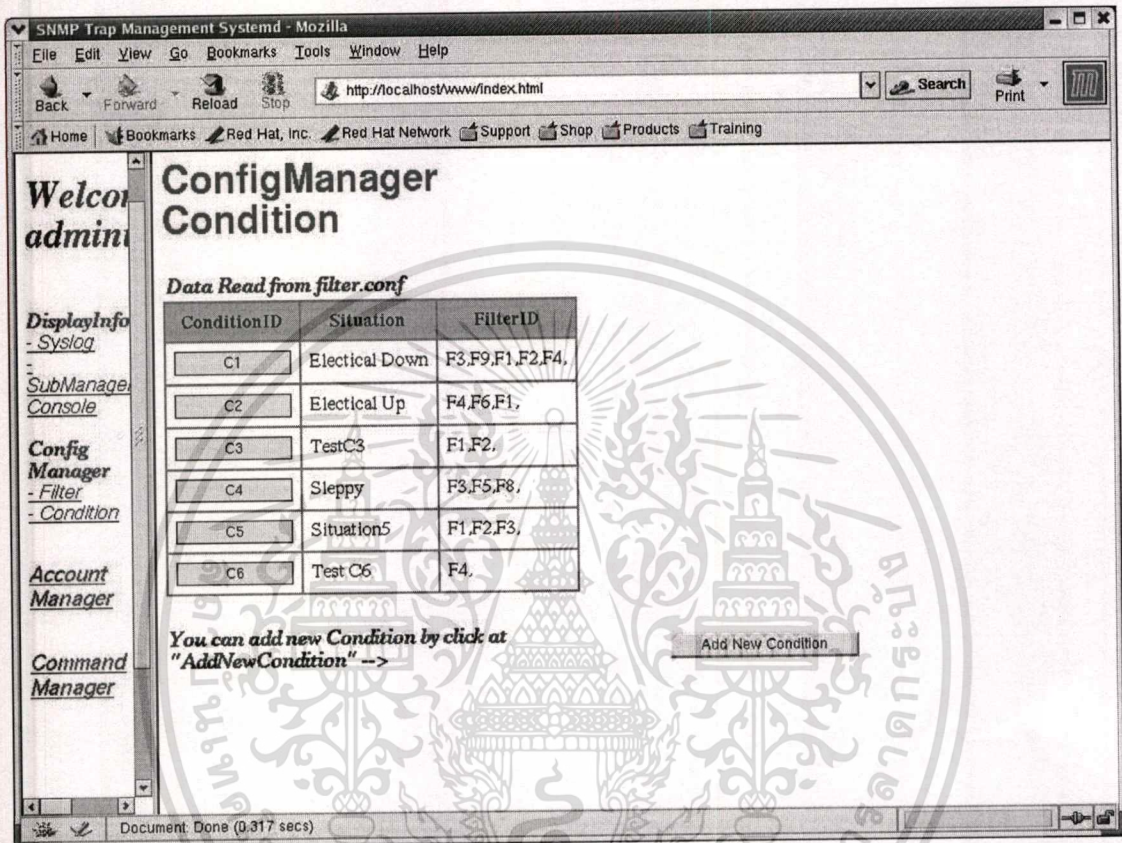 SNMP Trap Management Systemd - Mozilla
File Edit View Go Bookmarks Tools Window Help
Back Forward Reload Stop http://localhost/www/index.html Search Print
Home Bookmarks Red Hat, Inc. Red Hat Network Support Shop Products Training
Welcom
admini
DisplayInfo
- Syslog
-
SubManager
Console
Config
Manager
- Filter
- Condition
Account
Manager
Command
Manager
ConfigManager
Condition
Data Read from filter.conf
ConditionID Situation FilterID
C1 Electical Down F3,F9,F1,F2,F4,
C2 Electical Up F4,F6,F1,
C3 TestC3 F1,F2,
C4 Sleppy F3,F5,F8,
C5 Situation5 F1,F2,F3,
C6 Test C6 F4,
You can add new Condition by click at
"AddNewCondition" -->
Add New Condition
Document: Done (0.317 secs)